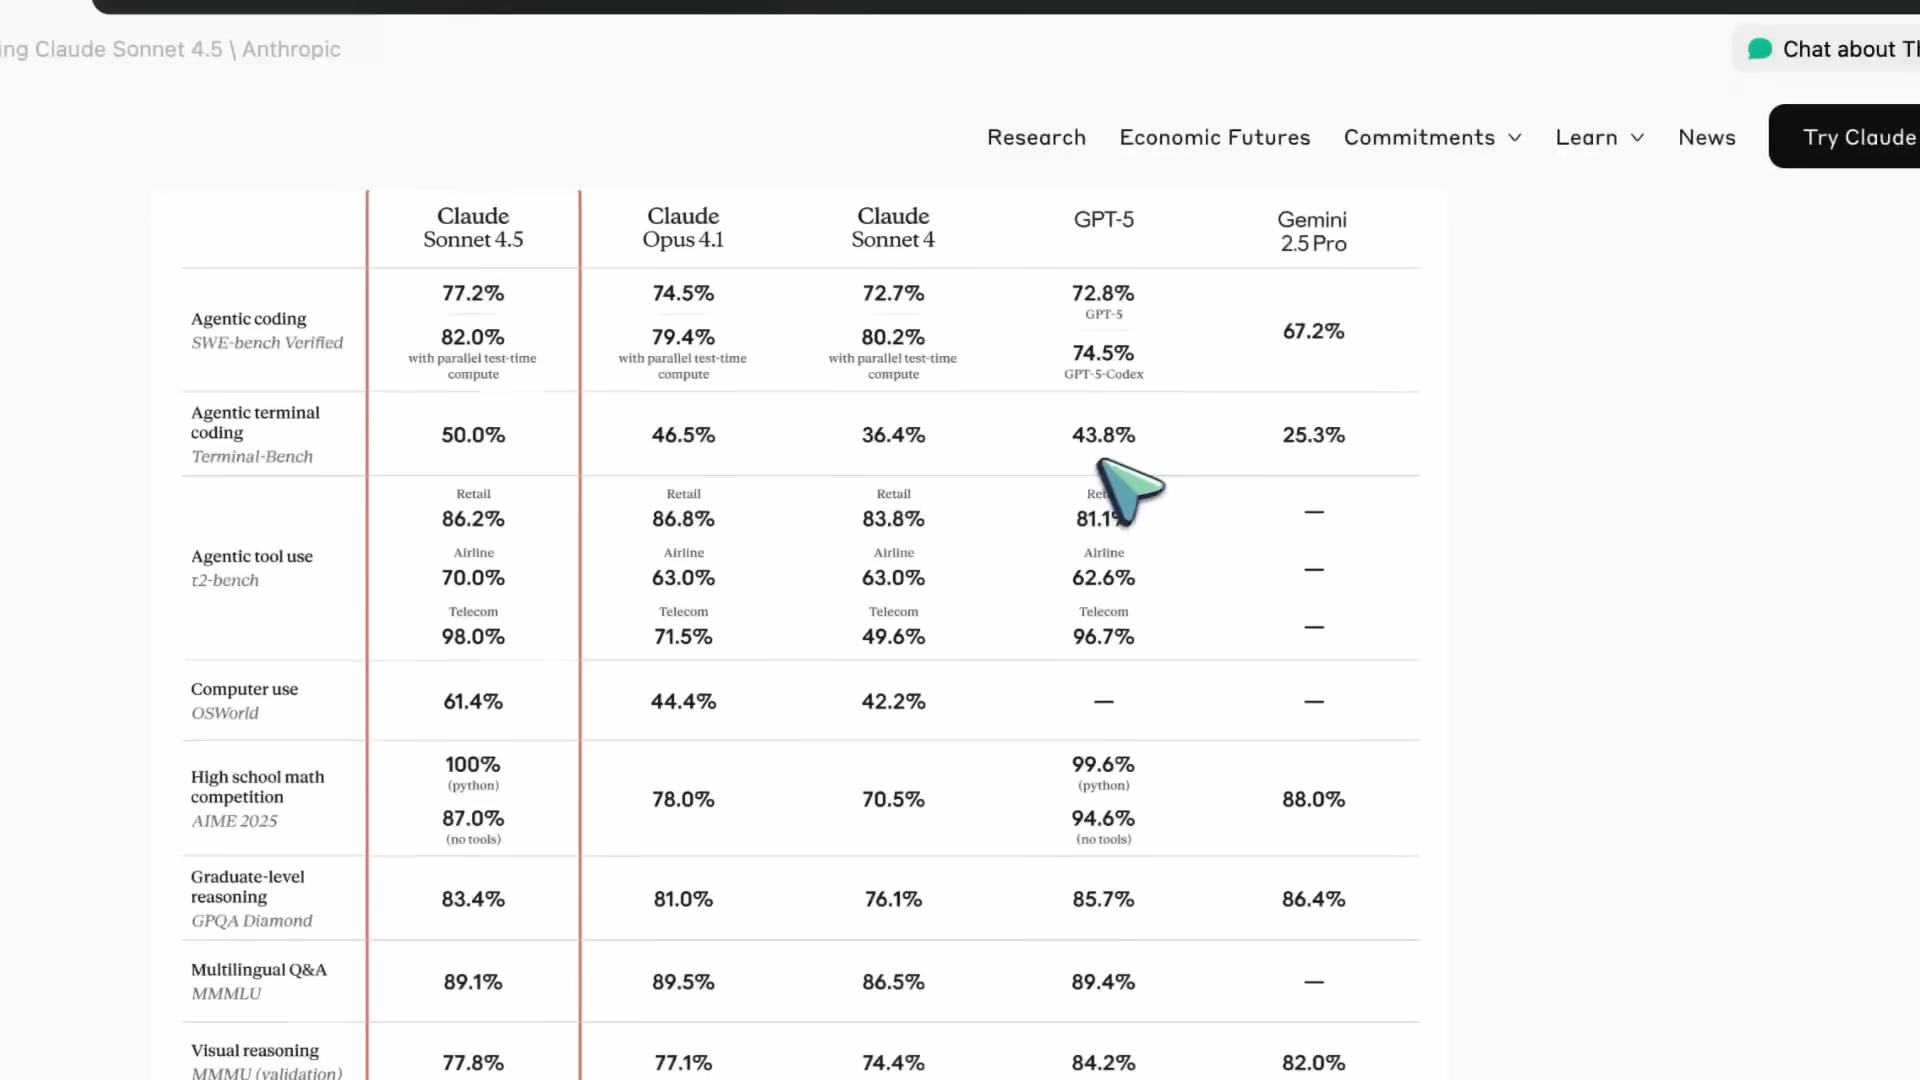 ing Claude Sonnet 4.5 \ Anthropic
Chat about Th
Research Economic Futures Commitments Learn News Try Claude
Claude Sonnet 4.5
Claude Opus 4.1
Claude Sonnet 4
GPT-5
Gemini 2.5 Pro
Agentic coding
SWE-bench Verified
77.2%
82.0%
with parallel test-time
compute
74.5%
79.4%
with parallel test-time
compute
72.7%
80.2%
with parallel test-time
compute
72.8%
GPT-5
74.5%
GPT-5-Codex
67.2%
Agentic terminal
coding
Terminal-Bench
50.0% 46.5% 36.4% 43.8% 25.3%
Agentic tool use
τ2-bench
Retail Retail Retail
86.2% 86.8% 83.8% 81.1% —
Airline Airline Airline Airline
70.0% 63.0% 63.0% 62.6% —
Telecom Telecom Telecom Telecom
98.0% 71.5% 49.6% 96.7% —
Computer use
OSWorld
61.4% 44.4% 42.2% — —
High school math
competition
AIME 2025
100%
(python)
87.0%
(no tools)
78.0%
70.5%
99.6%
(python)
94.6%
(no tools)
88.0%
Graduate-level
reasoning
GPQA Diamond
83.4% 81.0% 76.1% 85.7% 86.4%
Multilingual Q&A
MMMLU
89.1% 89.5% 86.5% 89.4% —
Visual reasoning
MMMU (validation)
77.8% 77.1% 74.4% 84.2% 82.0%